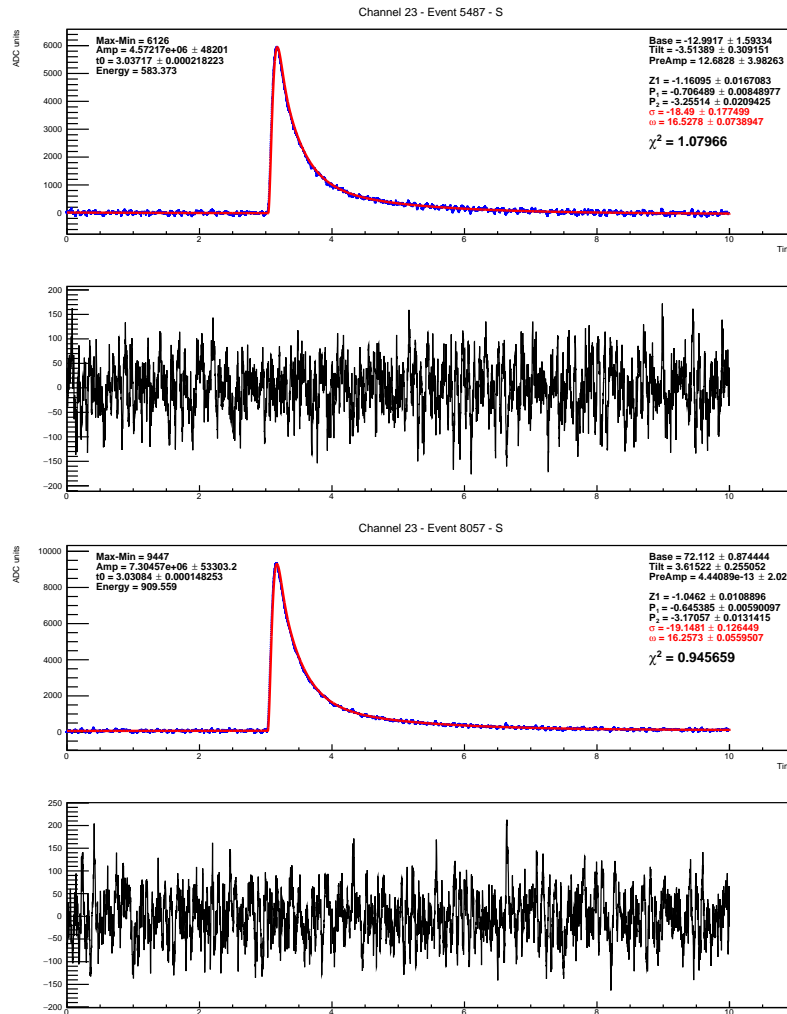 Channel 23 - Event 5487 - S
ADC units
Max-Min = 6126
Amp = 4.57217e+06 ± 48201
t0 = 3.03717 ± 0.000218223
Energy = 583.373
Base = -12.9917 ± 1.59334
Tilt = -3.51389 ± 0.309151
PreAmp = 12.6828 ± 3.98263
Z1 = -1.16095 ± 0.0167083
P₁ = -0.706489 ± 0.00848977
P₂ = -3.25514 ± 0.0209425
σ = -18.49 ± 0.177499
ω = 16.5278 ± 0.0738947
χ² = 1.07966
6000
5000
4000
3000
2000
1000
0
0 2 4 6 8 10
Tim
200
150
100
50
0
−50
−100
−150
−200
0 2 4 6 8 10
Channel 23 - Event 8057 - S
ADC units
Max-Min = 9447
Amp = 7.30457e+06 ± 53303.2
t0 = 3.03084 ± 0.000148253
Energy = 909.559
Base = 72.112 ± 0.874444
Tilt = 3.61522 ± 0.255052
PreAmp = 4.44089e-13 ± 2.02
Z1 = -1.0462 ± 0.0108896
P₁ = -0.645385 ± 0.00590097
P₂ = -3.17057 ± 0.0131415
σ = -19.1481 ± 0.126449
ω = 16.2573 ± 0.0559507
χ² = 0.945659
10000
8000
6000
4000
2000
0
0 2 4 6 8 10
Tim
250
200
150
100
50
0
−50
−100
−150
−200
0 2 4 6 8 10